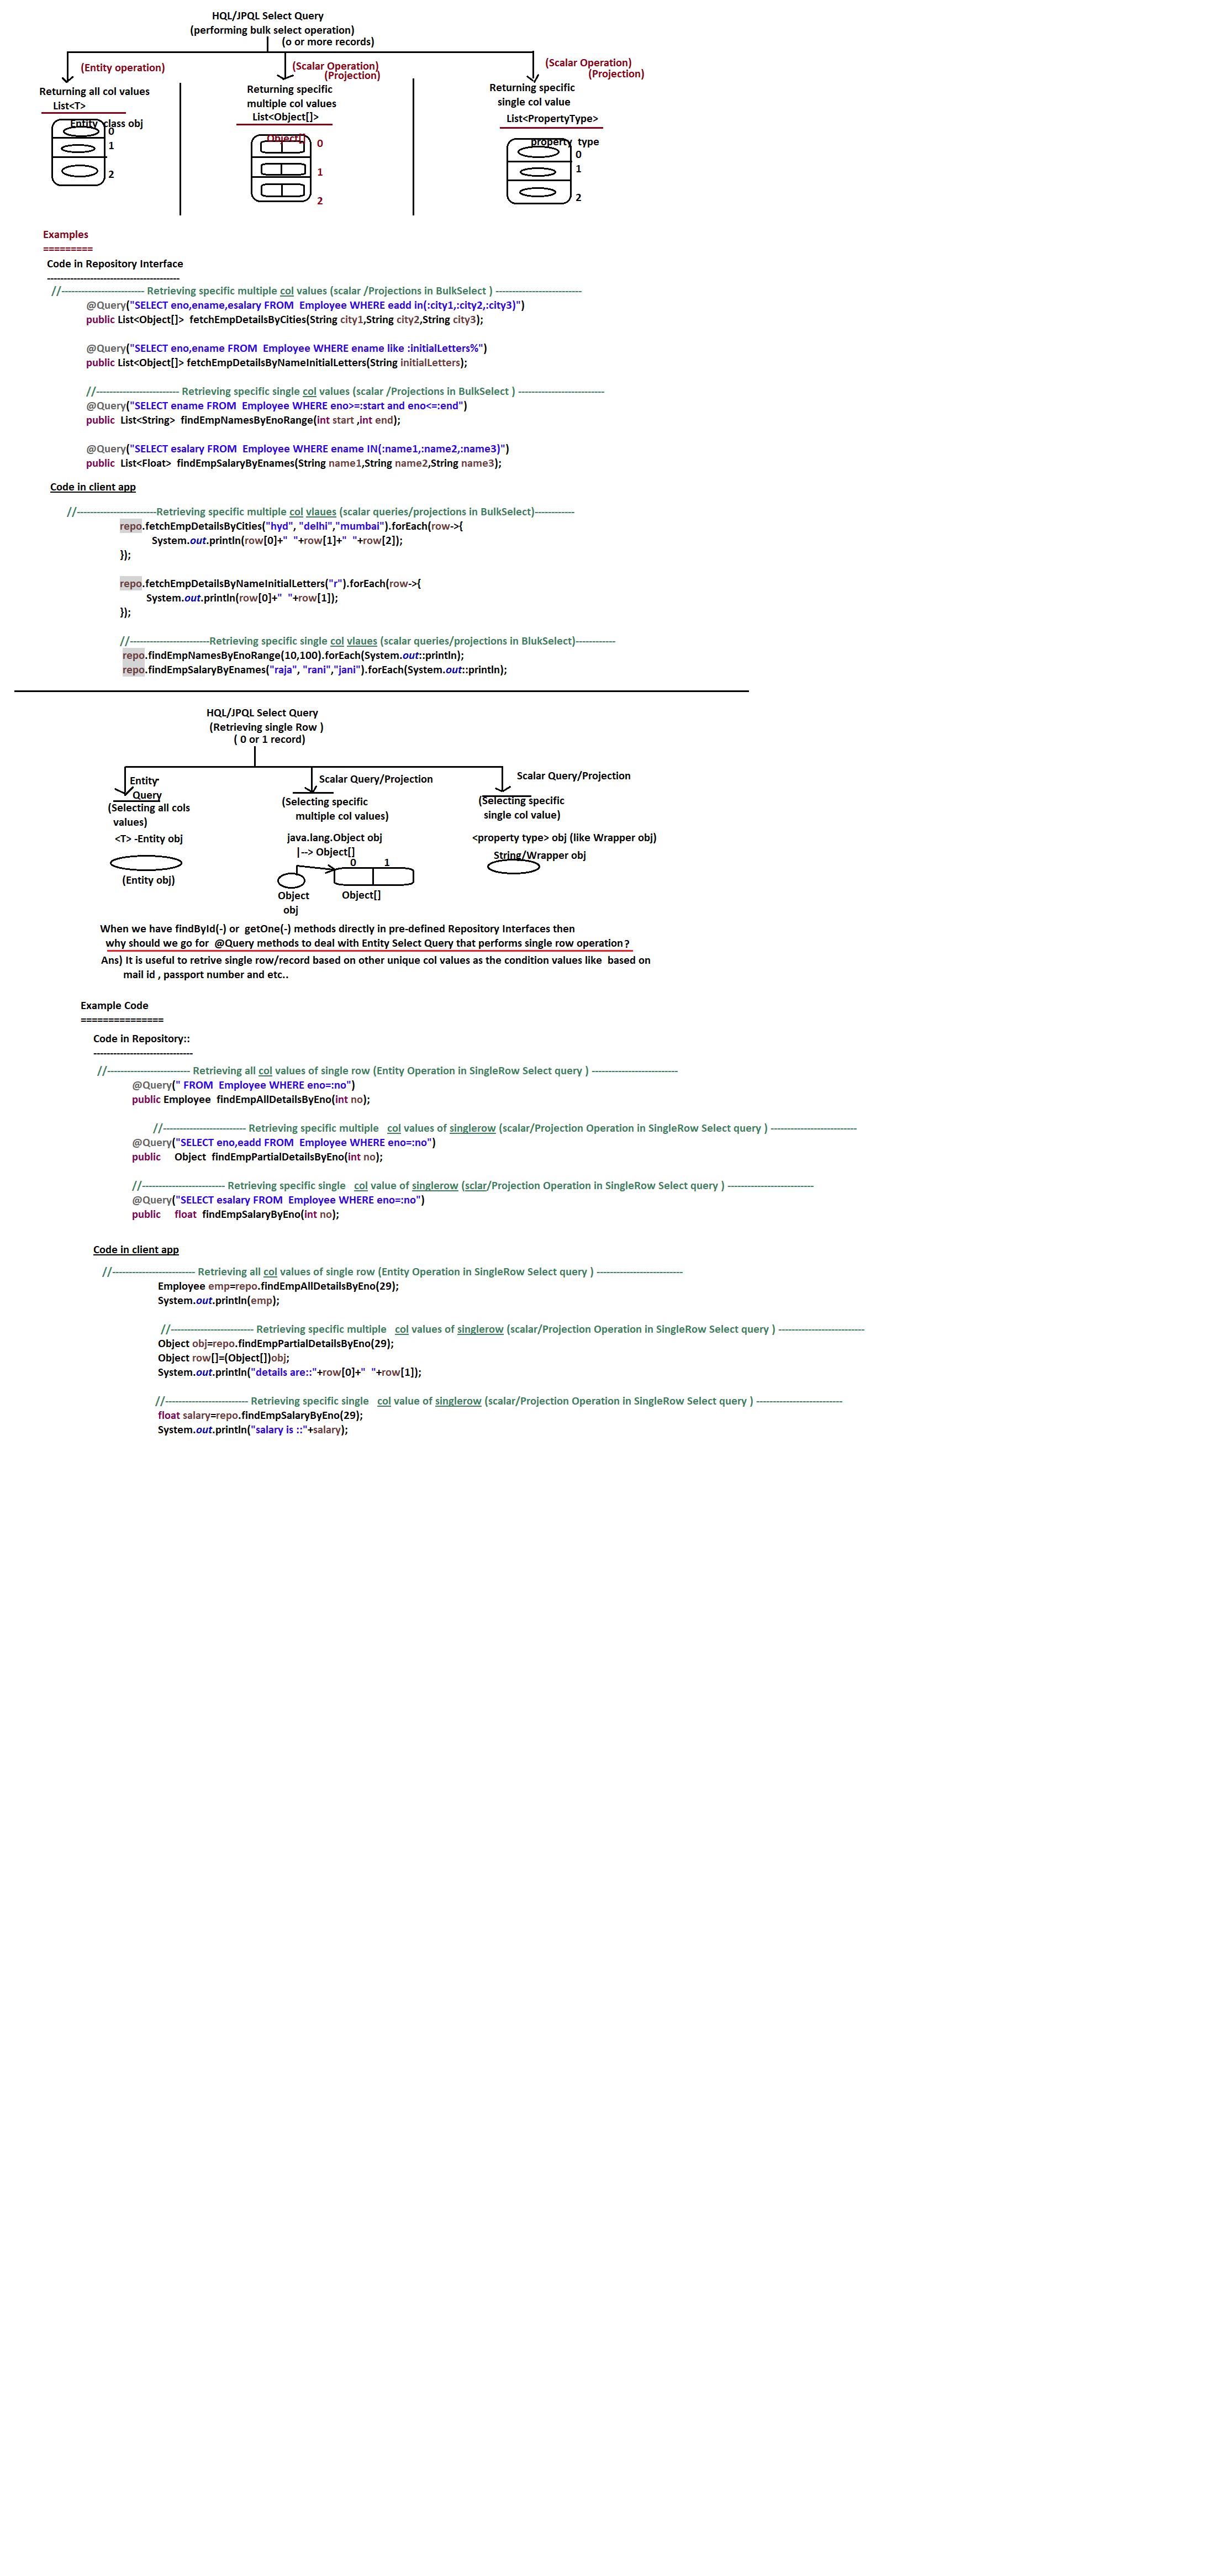 HQL/JPQL Select Query
(performing bulk select operation)
(o or more records)
(Entity operation)
(Scalar Operation)
(Projection)
(Scalar Operation)
(Projection)
Returning all col values
List<T>
Entity class obj
0
1
2
Returning specific
multiple col values
List<Object[]>
Object[]
0
1
2
Returning specific
single col value
List<PropertyType>
property type
0
1
2
Examples
=========
Code in Repository Interface
----------------------------------------
//------------------------- Retrieving specific multiple col values (scalar /Projections in BulkSelect ) --------------------------
@Query("SELECT eno,ename,esalary FROM  Employee WHERE eadd in(:city1,:city2,:city3)")
public List<Object[]>  fetchEmpDetailsByCities(String city1,String city2,String city3);
@Query("SELECT eno,ename FROM  Employee WHERE ename like :initialLetters%")
public List<Object[]> fetchEmpDetailsByNameInitialLetters(String initialLetters);
//------------------------- Retrieving specific single col values (scalar /Projections in BulkSelect ) --------------------------
@Query("SELECT ename FROM  Employee WHERE eno>=:start and eno<=:end")
public  List<String>  findEmpNamesByEnoRange(int start ,int end);
@Query("SELECT esalary FROM  Employee WHERE ename IN(:name1,:name2,:name3)")
public  List<Float>  findEmpSalaryByEnames(String name1,String name2,String name3);
Code in client app
//------------------------Retrieving specific multiple col vlaues (scalar queries/projections in BulkSelect)------------
repo.fetchEmpDetailsByCities("hyd", "delhi","mumbai").forEach(row->{
System.out.println(row[0]+"  "+row[1]+"  "+row[2]);
});
repo.fetchEmpDetailsByNameInitialLetters("r").forEach(row->{
System.out.println(row[0]+"  "+row[1]);
});
//------------------------Retrieving specific single col vlaues (scalar queries/projections in BlukSelect)------------
repo.findEmpNamesByEnoRange(10,100).forEach(System.out::println);
repo.findEmpSalaryByEnames("raja", "rani","jani").forEach(System.out::println);
HQL/JPQL Select Query
(Retrieving single Row )
( 0 or 1 record)
Entity
Query
(Selecting all cols
values)
<T> -Entity obj
(Entity obj)
Scalar Query/Projection
(Selecting specific
multiple col values)
java.lang.Object obj
|--> Object[]
0 1
Object
obj
Object[]
Scalar Query/Projection
(Selecting specific
single col value)
<property type> obj (like Wrapper obj)
String/Wrapper obj
When we have findById(-) or  getOne(-) methods directly in pre-defined Repository Interfaces then
why should we go for  @Query methods to deal with Entity Select Query that performs single row operation?
Ans) It is useful to retrive single row/record based on other unique col values as the condition values like  based on
mail id , passport number and etc..
Example Code
===============
Code in Repository::
------------------------------
//------------------------- Retrieving all col values of single row (Entity Operation in SingleRow Select query ) --------------------------
@Query(" FROM  Employee WHERE eno=:no")
public Employee  findEmpAllDetailsByEno(int no);
//------------------------- Retrieving specific multiple   col values of singlerow (scalar/Projection Operation in SingleRow Select query ) --------------------------
@Query("SELECT eno,eadd FROM  Employee WHERE eno=:no")
public     Object  findEmpPartialDetailsByEno(int no);
//------------------------- Retrieving specific single   col value of singlerow (sclar/Projection Operation in SingleRow Select query ) --------------------------
@Query("SELECT esalary FROM  Employee WHERE eno=:no")
public     float  findEmpSalaryByEno(int no);
Code in client app
//------------------------- Retrieving all col values of single row (Entity Operation in SingleRow Select query ) --------------------------
Employee emp=repo.findEmpAllDetailsByEno(29);
System.out.println(emp);
//------------------------- Retrieving specific multiple   col values of singlerow (scalar/Projection Operation in SingleRow Select query ) --------------------------
Object obj=repo.findEmpPartialDetailsByEno(29);
Object row[]=(Object[])obj;
System.out.println("details are::"+row[0]+"  "+row[1]);
//------------------------- Retrieving specific single   col value of singlerow (scalar/Projection Operation in SingleRow Select query ) --------------------------
float salary=repo.findEmpSalaryByEno(29);
System.out.println("salary is ::"+salary);